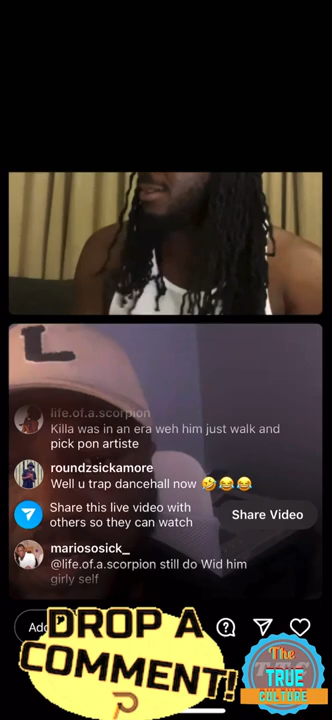 L
life.of.a.scorpion
Killa was in an era weh him just walk and
pick pon artiste
roundzsickamore
Well u trap dancehall now 🤣😂😂
Share this live video with
others so they can watch
Share Video
mariososick_
@life.of.a.scorpion still do Wid him
girly self
DROP A
COMMENT!
The
TRUE
CULTURE